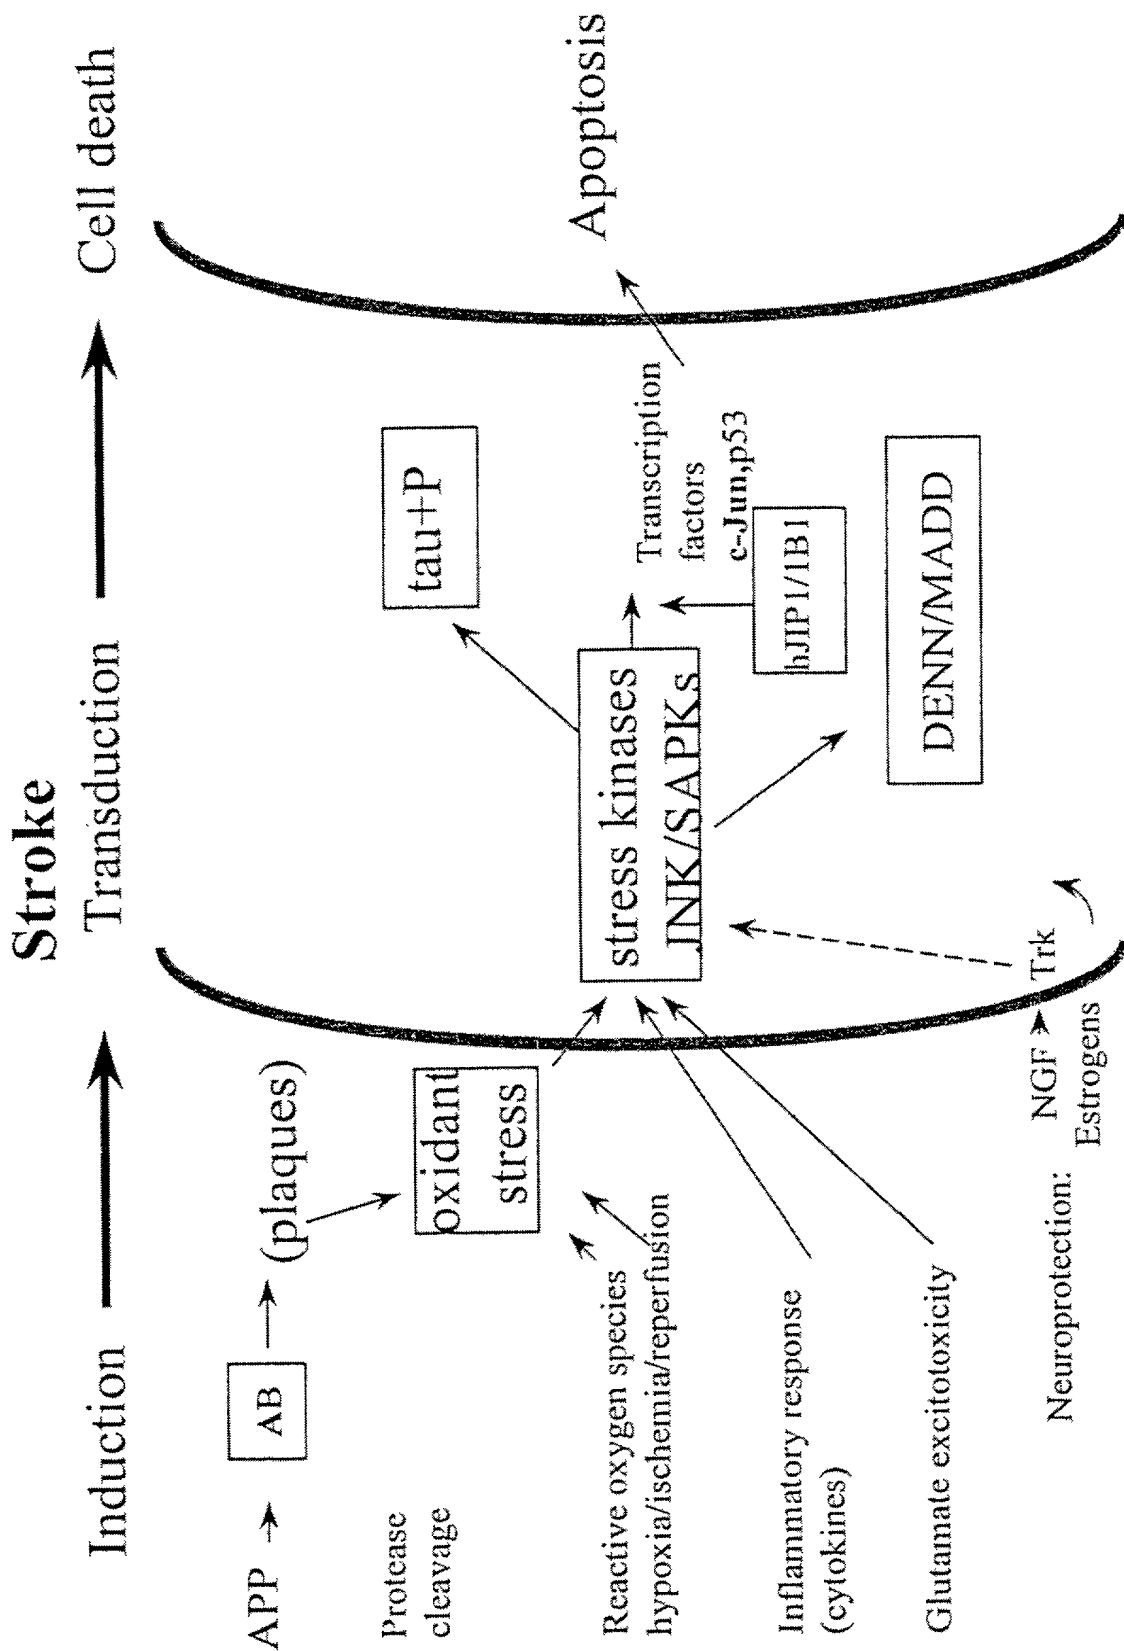 Stroke
Induction
Transduction
Cell death
APP
AB
(plaques)
Protease
cleavage
oxidant
stress
tau+P
Reactive oxygen species
hypoxia/ischemia/reperfusion
stress kinases
JNK/SAPKs
Transcription
factors
c-Jun,p53
Apoptosis
Inflammatory response
(cytokines)
hJIP1/1B1
Glutamate excitotoxicity
DENN/MADD
Neuroprotection:
NGF
Trk
Estrogens